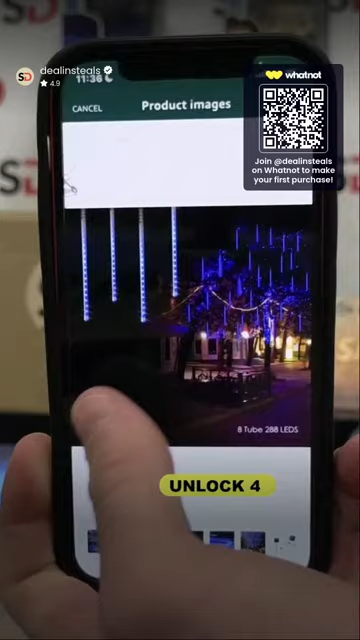 dealinsteals
4.9
whatnot
Join @dealinsteals
on Whatnot to make
your first purchase!
11:36
CANCEL
Product images
8 Tube 288 LEDS
UNLOCK 4
SD